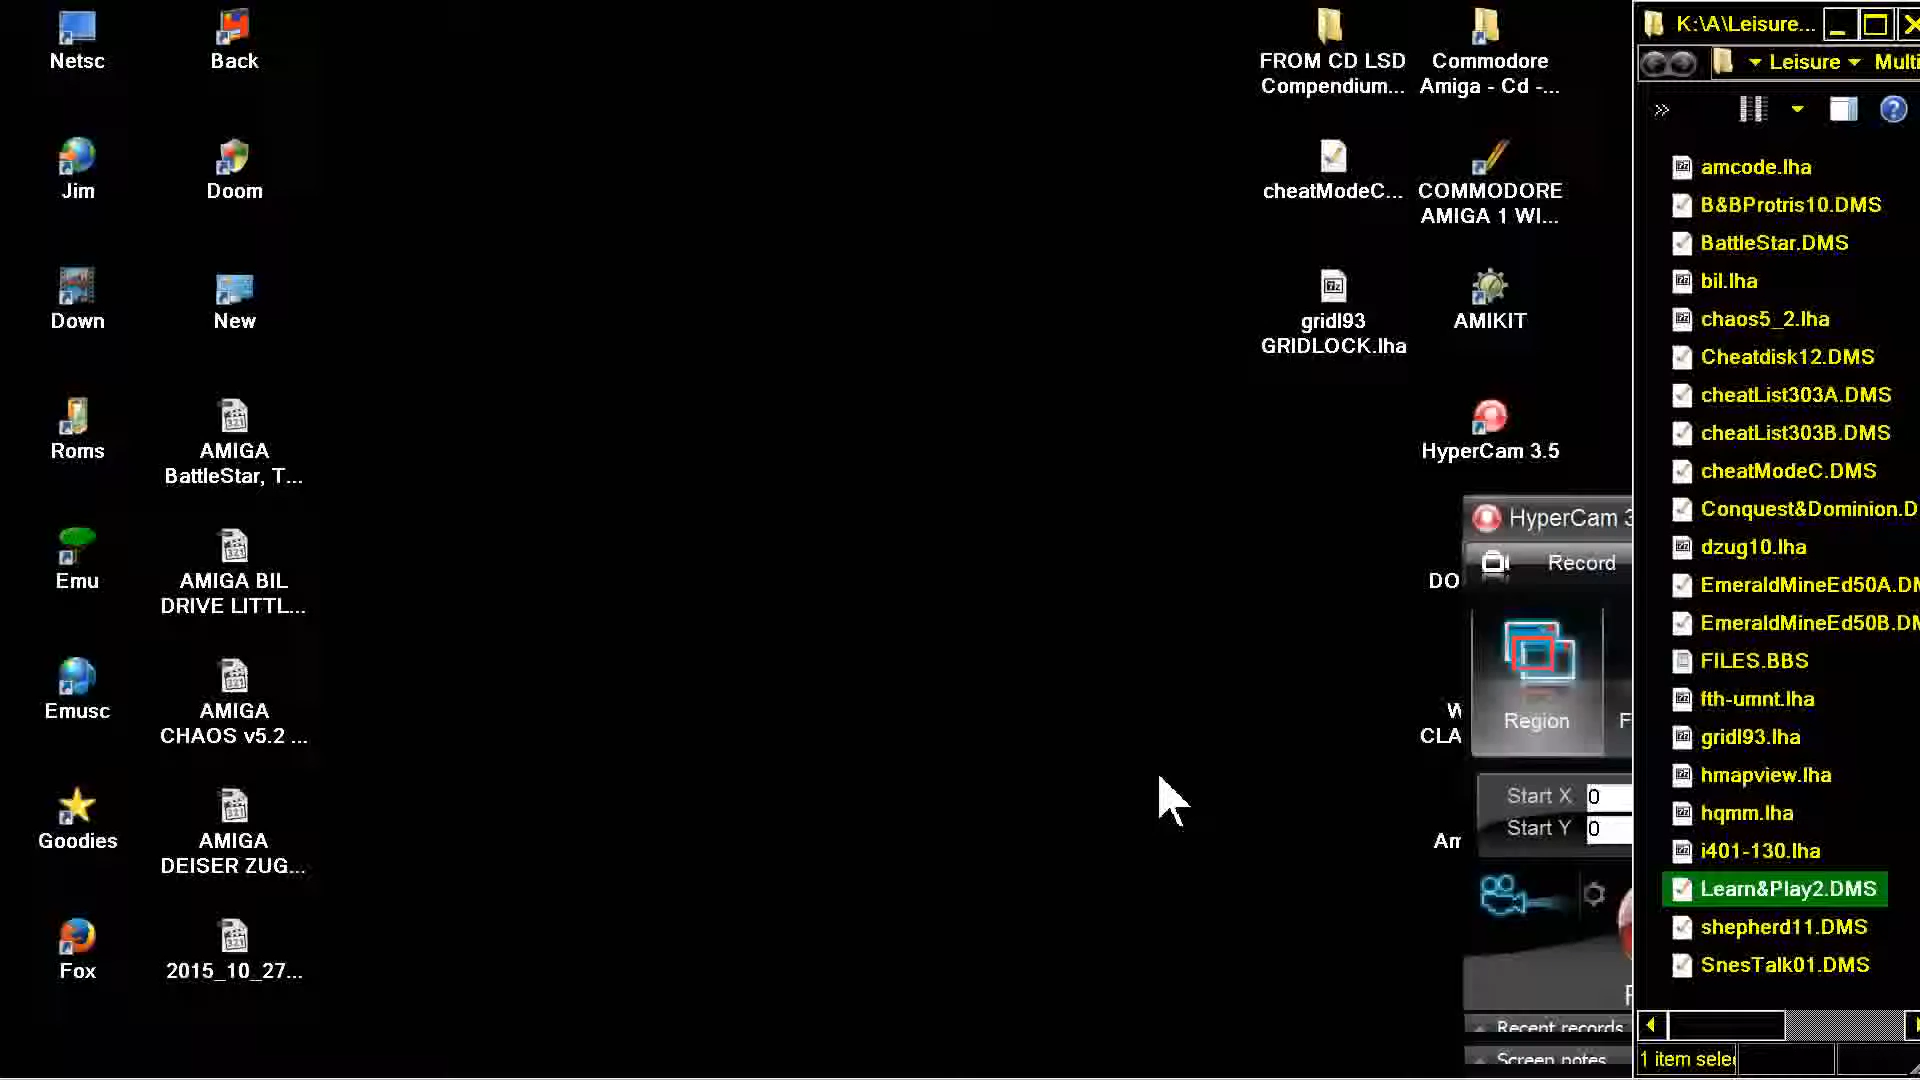 Netsc
Back
Jim
Doom
Down
New
Roms
AMIGA
BattleStar, T...
Emu
AMIGA BIL
DRIVE LITTL...
Emusc
AMIGA
CHAOS v5.2 ...
Goodies
AMIGA
DEISER ZUG...
Fox
2015_10_27...
FROM CD LSD
Compendium...
Commodore
Amiga - Cd -...
cheatModeC...
COMMODORE
AMIGA 1 WI...
gridl93
GRIDLOCK.lha
AMIKIT
HyperCam 3.5
DO
W
CLA
Am
HyperCam 3
Record
Region
F
Start X 0
Start Y 0
Recent records
Screen notes
K:\A\Leisure...
Leisure Multi
amcode.lha
B&BProtris10.DMS
BattleStar.DMS
bil.lha
chaos5_2.lha
Cheatdisk12.DMS
cheatList303A.DMS
cheatList303B.DMS
cheatModeC.DMS
Conquest&Dominion.D
dzug10.lha
EmeraldMineEd50A.DM
EmeraldMineEd50B.DM
FILES.BBS
fth-umnt.lha
gridl93.lha
hmapview.lha
hqmm.lha
i401-130.lha
Learn&Play2.DMS
shepherd11.DMS
SnesTalk01.DMS
1 item sele